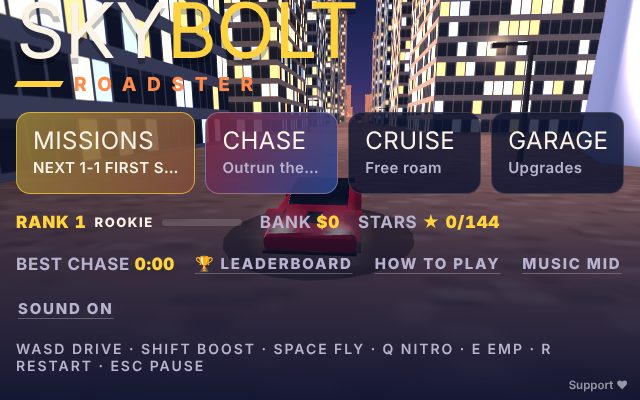 SKYBOLT
ROADSTER
MISSIONS
NEXT 1-1 FIRST S...
CHASE
Outrun the...
CRUISE
Free roam
GARAGE
Upgrades
RANK 1 ROOKIE BANK $0 STARS ★ 0/144
BEST CHASE 0:00 🏆 LEADERBOARD HOW TO PLAY MUSIC MID
SOUND ON
WASD DRIVE · SHIFT BOOST · SPACE FLY · Q NITRO · E EMP · R
RESTART · ESC PAUSE
Support ♥